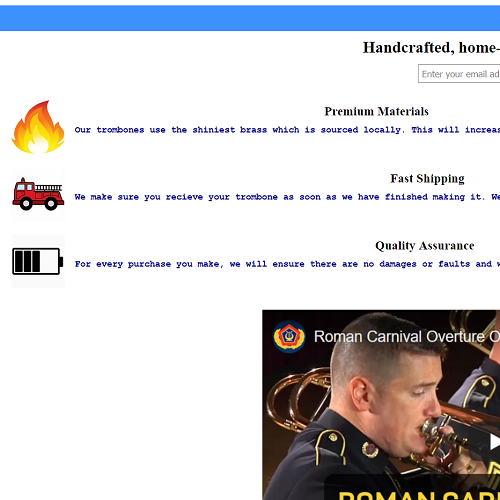 Handcrafted, home-
Enter your email ad
Premium Materials
Our trombones use the shiniest brass which is sourced locally. This will increas
Fast Shipping
We make sure you recieve your trombone as soon as we have finished making it. We
Quality Assurance
For every purchase you make, we will ensure there are no damages or faults and w
Roman Carnival Overture O
ROMAN CAR